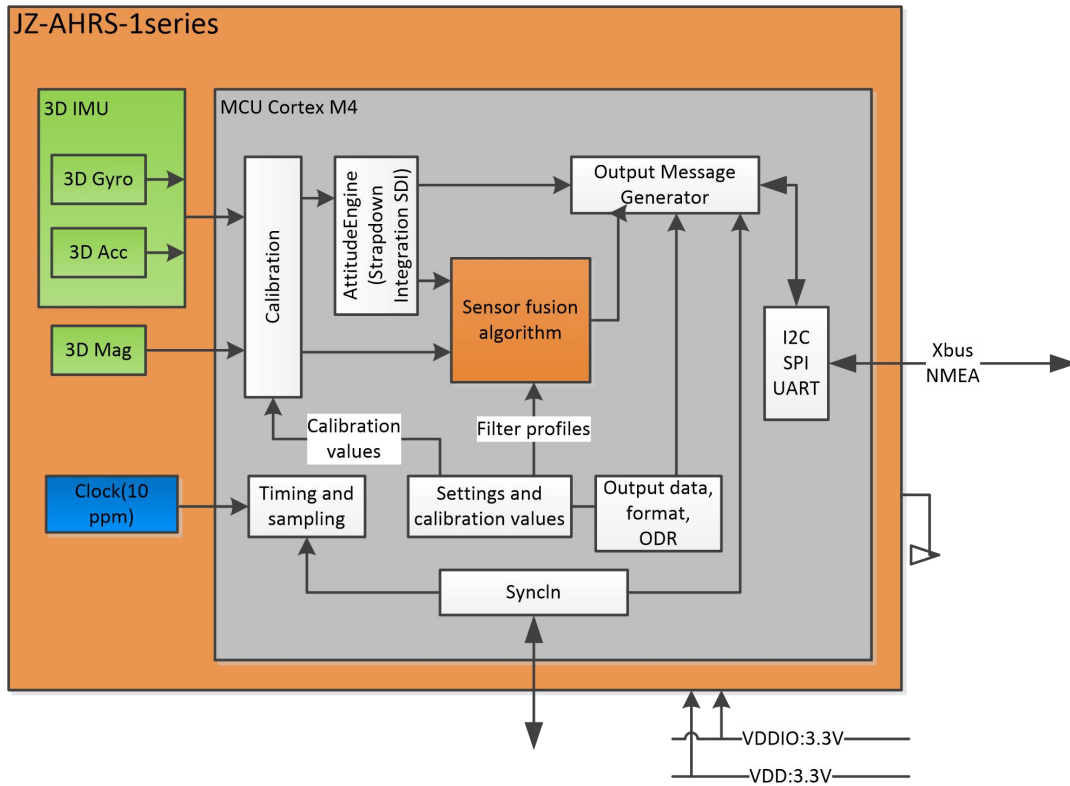 JZ-AHRS-1series
3D IMU
3D Gyro
3D Acc
3D Mag
Clock(10
ppm)
MCU Cortex M4
Calibration
AttitudeEngine
(Strapdown
Integration SDI)
Output Message
Generator
Sensor fusion
algorithm
I2C
SPI
UART
Xbus
NMEA
Calibration
values
Filter profiles
Timing and
sampling
Settings and
calibration values
Output data,
format,
ODR
SyncIn
VDDIO:3.3V
VDD:3.3V